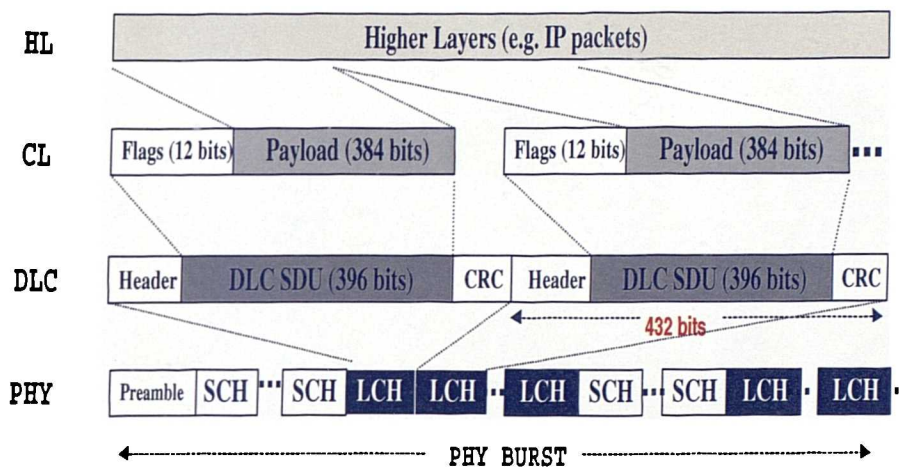 HL Higher Layers (e.g. IP packets)
CL Flags (12 bits) Payload (384 bits) Flags (12 bits) Payload (384 bits)
DLC Header DLC SDU (396 bits) CRC Header DLC SDU (396 bits) CRC
432 bits
PHY Preamble SCH SCH LCH LCH LCH SCH SCH LCH LCH
PHY BURST